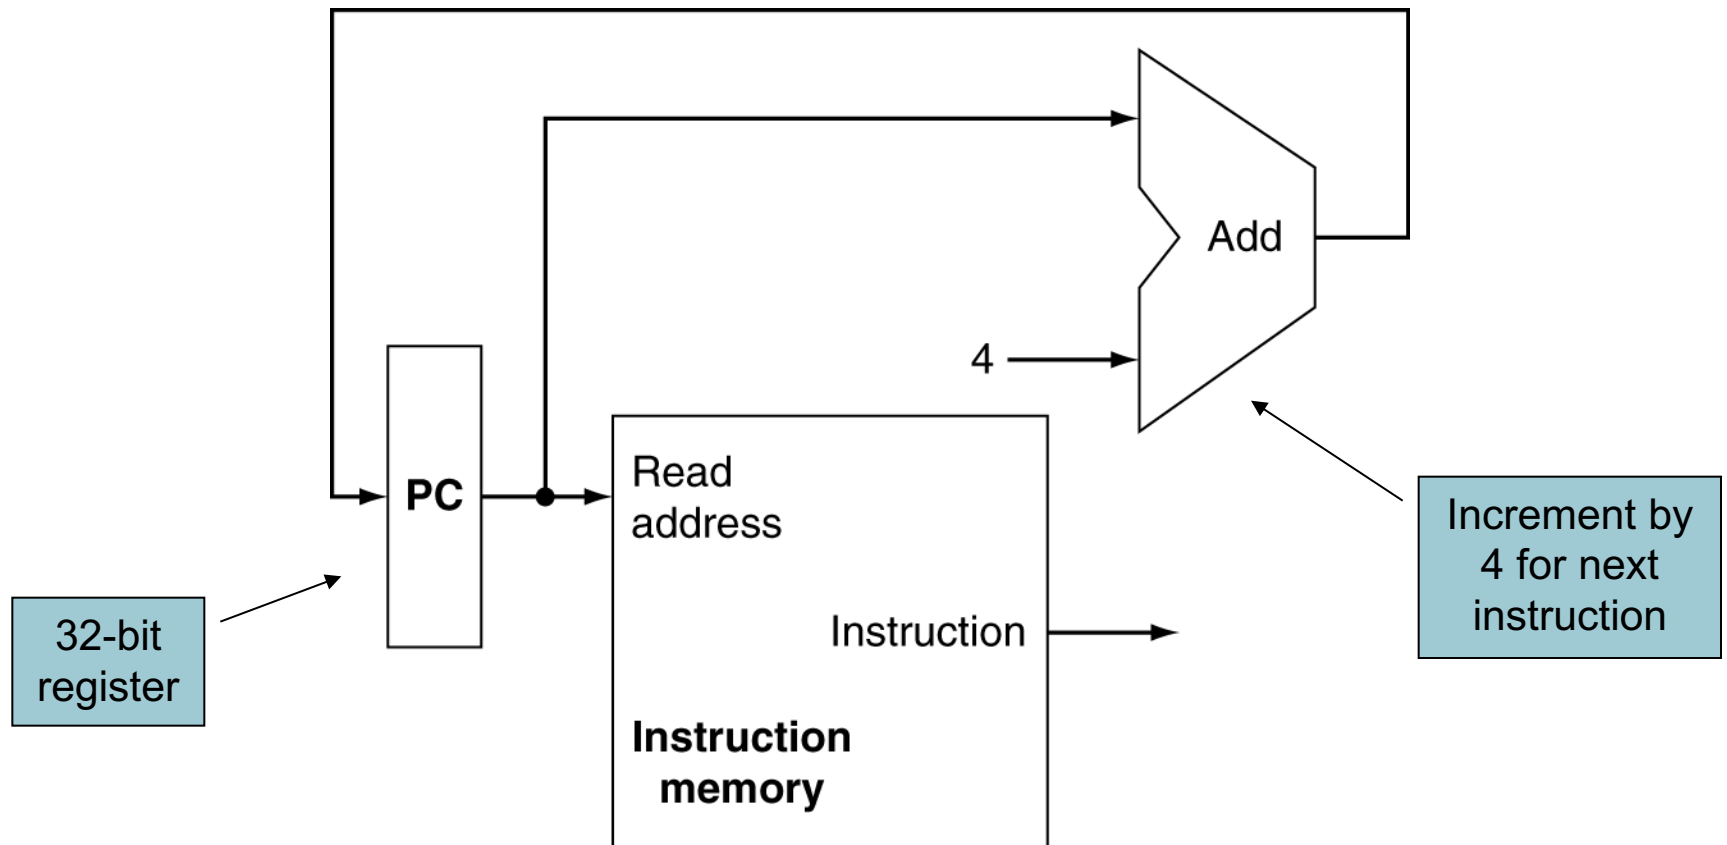 Add
4
PC
Read
address
Instruction
Instruction
memory
32-bit
register
Increment by
4 for next
instruction